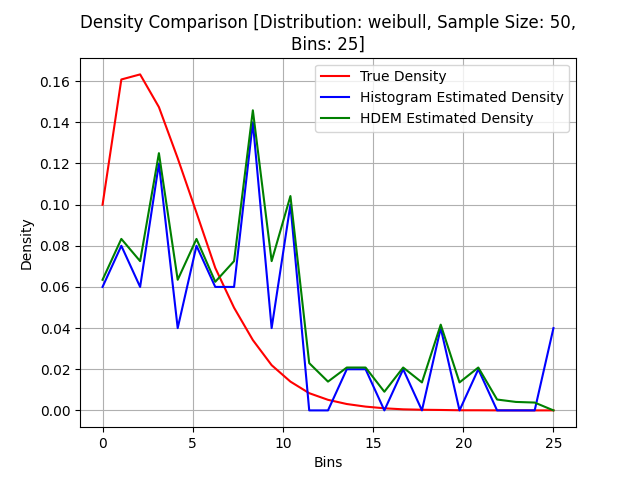 Density Comparison [Distribution: weibull, Sample Size: 50,
Bins: 25]
True Density
Histogram Estimated Density
HDEM Estimated Density
Density
0.16
0.14
0.12
0.10
0.08
0.06
0.04
0.02
0.00
0 5 10 15 20 25
Bins